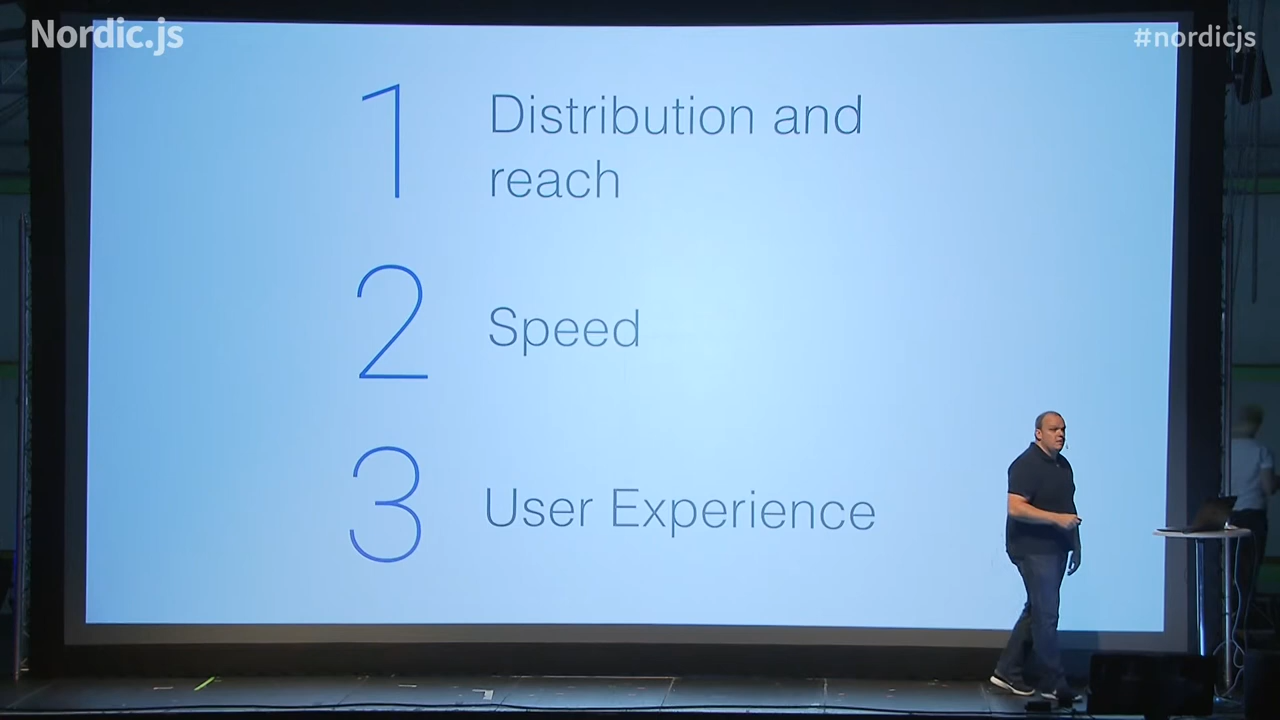 Nordic.js
#nordicjs
1
Distribution and
reach
2
Speed
3
User Experience